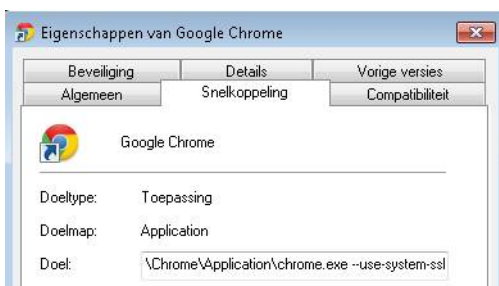 Eigenschappen van Google Chrome
Beveiliging Details Vorige versies
Algemeen Snelkoppeling Compatibiliteit
Google Chrome
Doeltype: Toepassing
Doelmap: Application
Doel: \Chrome\Application\chrome.exe --use-system-ssl